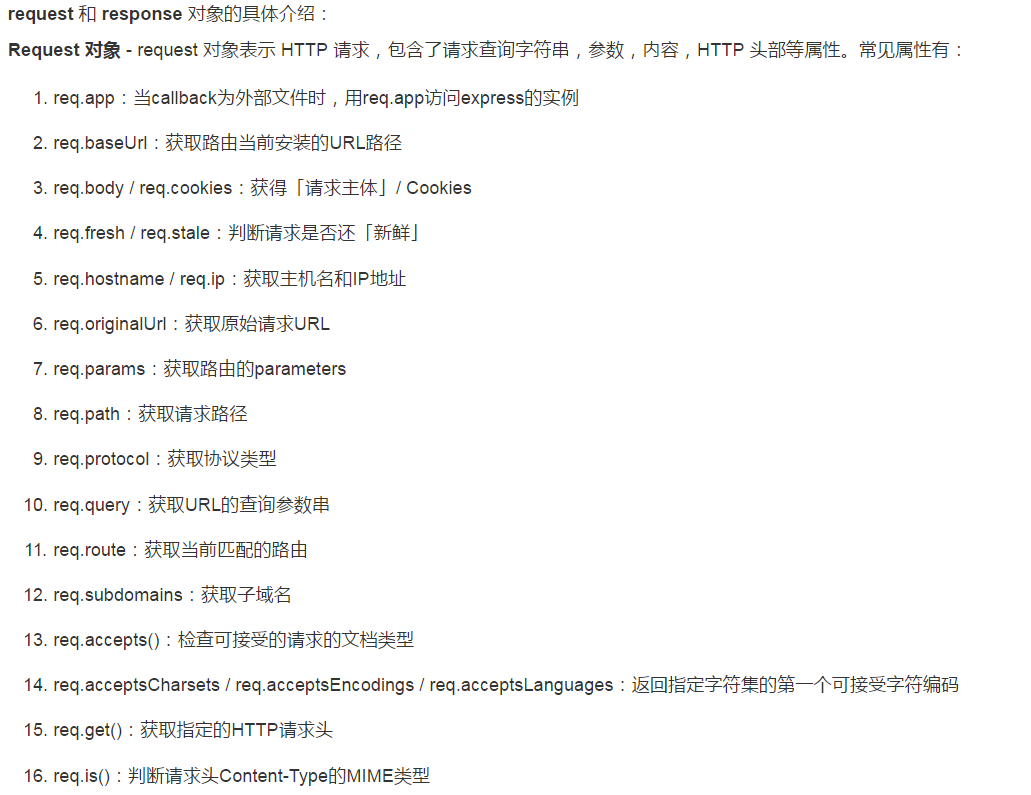 request 和 response 对象的具体介绍：
Request 对象 - request 对象表示 HTTP 请求，包含了请求查询字符串，参数，内容，HTTP 头部等属性。常见属性有：
1. req.app：当callback为外部文件时，用req.app访问express的实例
2. req.baseUrl：获取路由当前安装的URL路径
3. req.body / req.cookies：获得「请求主体」/ Cookies
4. req.fresh / req.stale：判断请求是否还「新鲜」
5. req.hostname / req.ip：获取主机名和IP地址
6. req.originalUrl：获取原始请求URL
7. req.params：获取路由的parameters
8. req.path：获取请求路径
9. req.protocol：获取协议类型
10. req.query：获取URL的查询参数串
11. req.route：获取当前匹配的路由
12. req.subdomains：获取子域名
13. req.accepts()：检查可接受的请求的文档类型
14. req.acceptsCharsets / req.acceptsEncodings / req.acceptsLanguages：返回指定字符集的第一个可接受字符编码
15. req.get()：获取指定的HTTP请求头
16. req.is()：判断请求头Content-Type的MIME类型